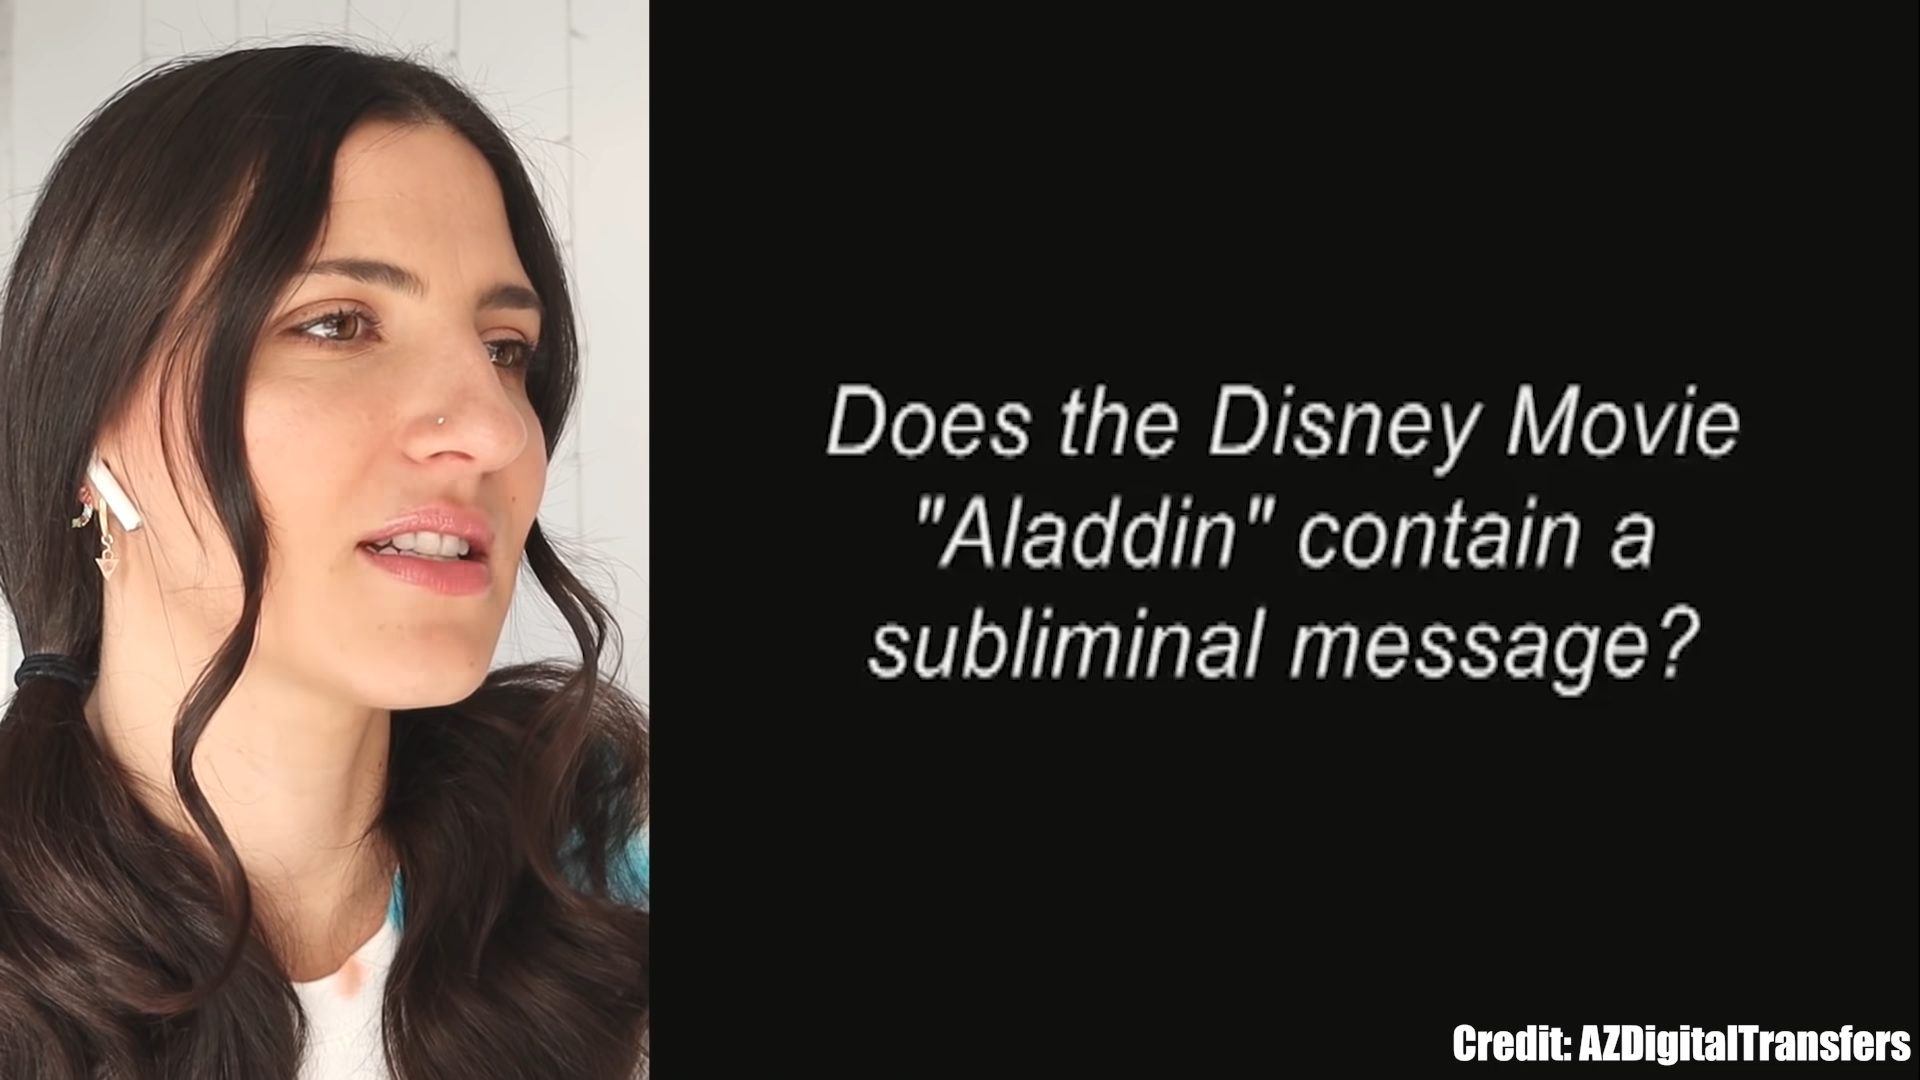 Does the Disney Movie
"Aladdin" contain a
subliminal message?
Credit: AZDigitalTransfers